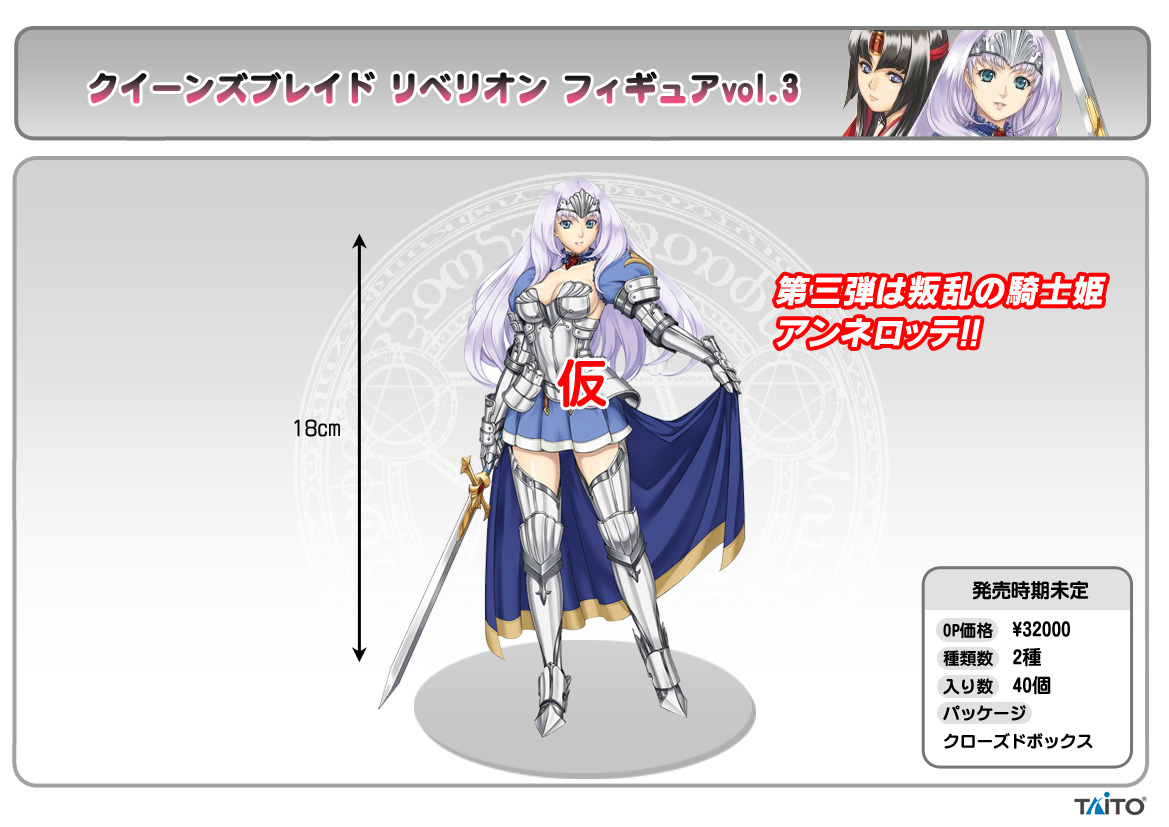 クイーンズブレイド リベリオン フィギュアvol.3
第三弾は叛乱の騎士姫
アンネロッテ!!
18cm
仮
発売時期未定
OP価格 ¥32000
種類数 2種
入り数 40個
パッケージ
クローズドボックス
TAITO®